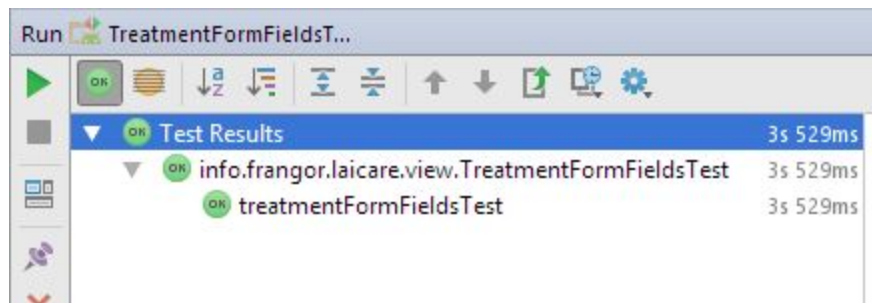 Run TreatmentFormFieldsT...
OK a z
OK Test Results 3s 529ms
OK info.frangor.laicare.view.TreatmentFormFieldsTest 3s 529ms
OK treatmentFormFieldsTest 3s 529ms